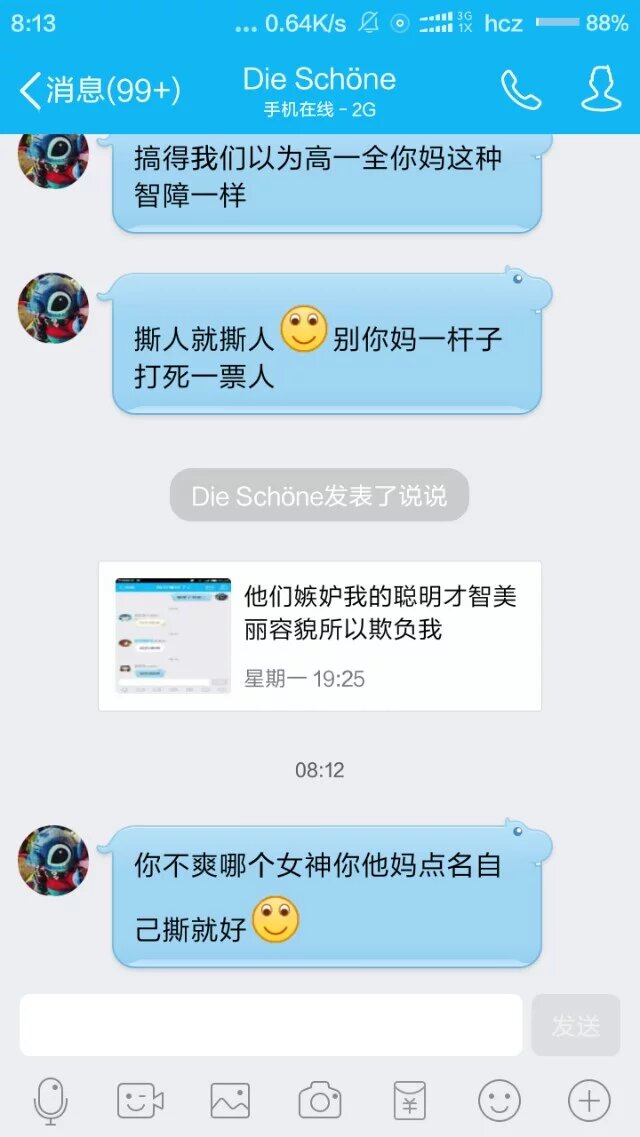 8:13
... 0.64K/s
3G
1X
hcz
88%
消息(99+)
Die Schöne
手机在线 - 2G
搞得我们以为高一全你妈这种
智障一样
撕人就撕人 别你妈一杆子
打死一票人
Die Schöne发表了说说
他们嫉妒我的聪明才智美
丽容貌所以欺负我
星期一 19:25
08:12
你不爽哪个女神你他妈点名自
己撕就好
发送